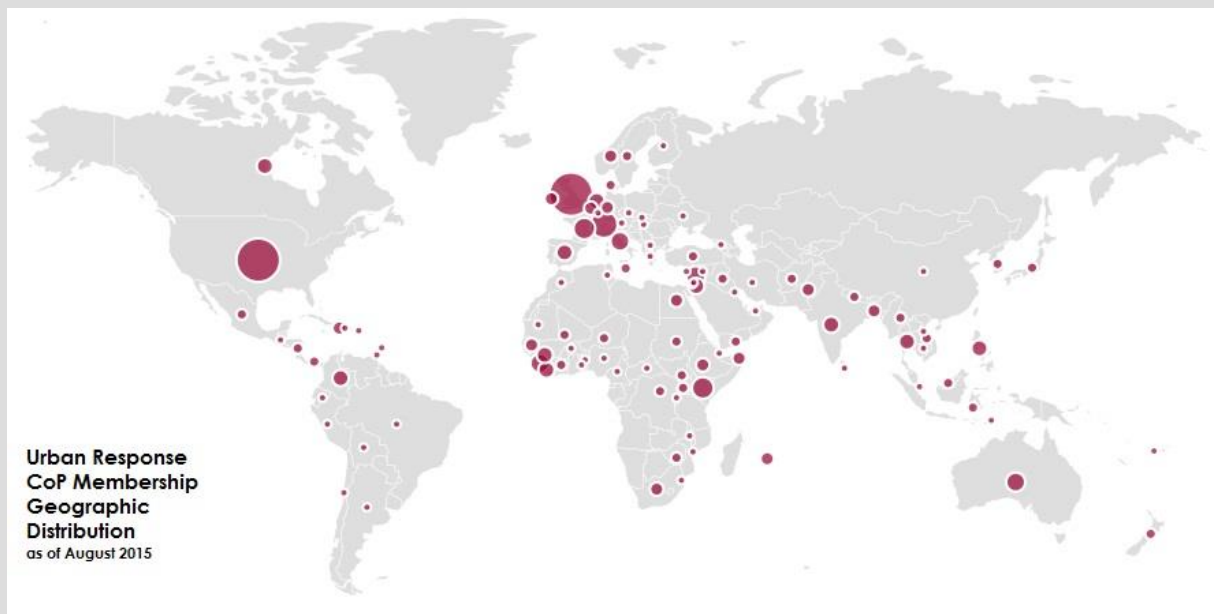 Urban Response
CoP Membership
Geographic
Distribution
as of August 2015